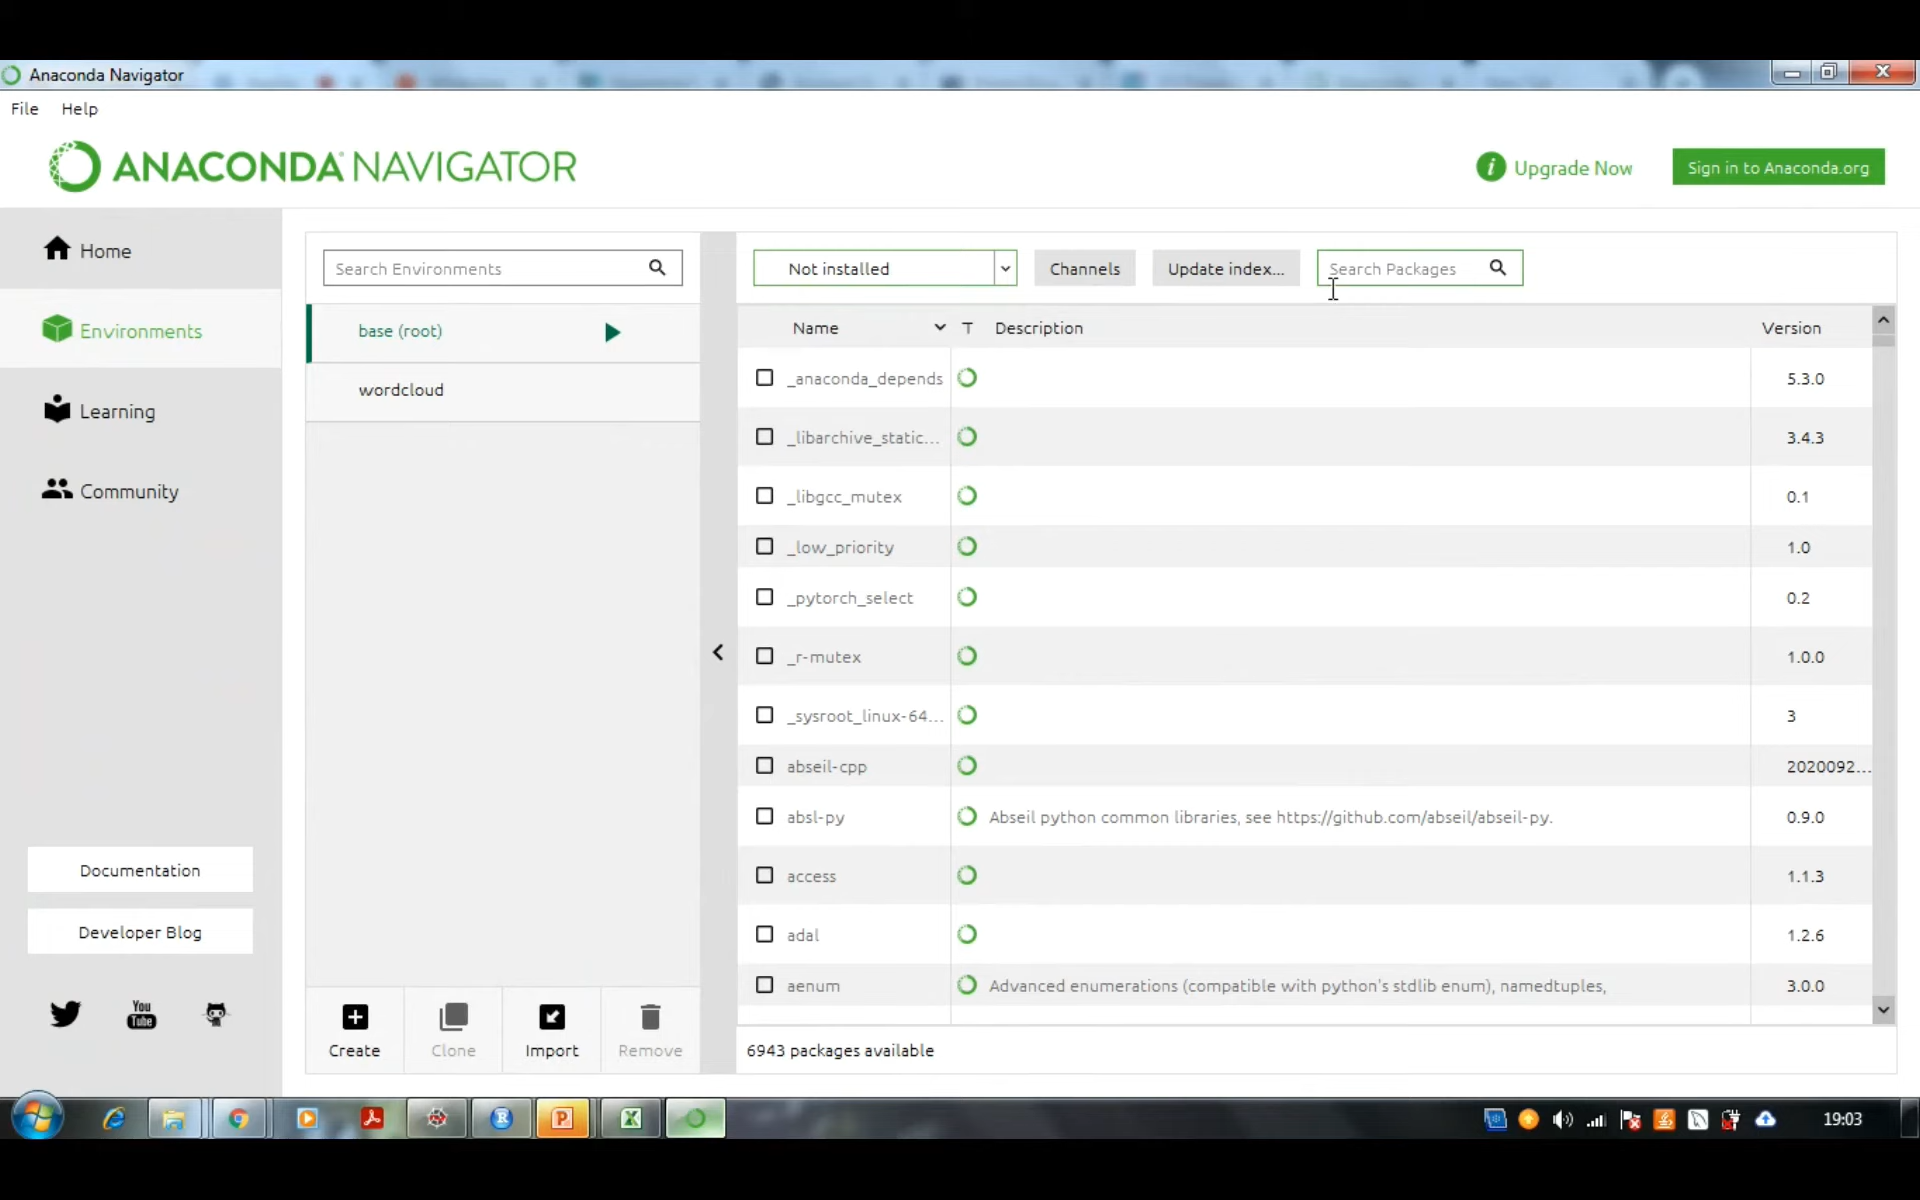 Anaconda Navigator
File Help
ANACONDA NAVIGATOR
Upgrade Now
Sign in to Anaconda.org
Home
Environments
Learning
Community
Documentation
Developer Blog
You
Tube
Search Environments
base (root)
wordcloud
Create
Clone
Import
Remove
Not installed
Channels
Update index...
Search Packages
Name T Description Version
_anaconda_depends 5.3.0
_libarchive_static... 3.4.3
_libgcc_mutex 0.1
_low_priority 1.0
_pytorch_select 0.2
_r-mutex 1.0.0
_sysroot_linux-64... 3
abseil-cpp 2020092...
absl-py Abseil python common libraries, see https://github.com/abseil/abseil-py. 0.9.0
access 1.1.3
adal 1.2.6
aenum Advanced enumerations (compatible with python's stdlib enum), namedtuples, 3.0.0
6943 packages available
19:03